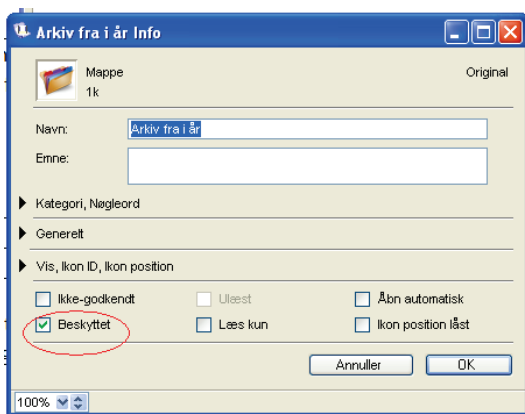 Arkiv fra i år Info
Mappe
Original
1k
Navn:
Arkiv fra i år
Emne:
Kategori, Nøgleord
Generelt
Vis, Ikon ID, Ikon position
Ikke-godkendt
Ulæst
Åbn automatisk
Beskyttet
Læs kun
Ikon position låst
Annuller
OK
100%